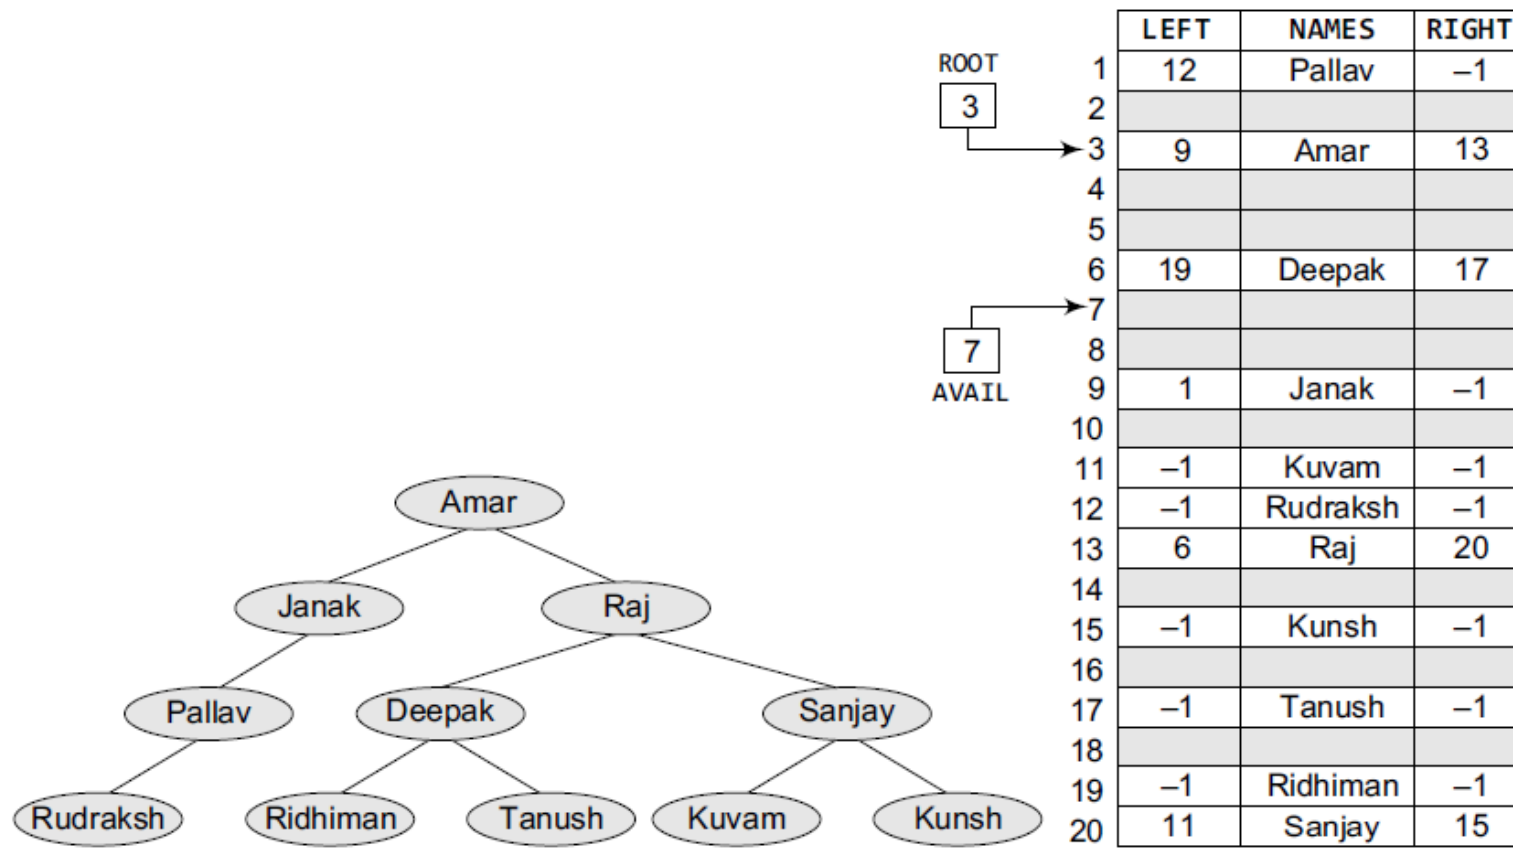 LEFT NAMES RIGHT
ROOT
3
1 12 Pallav –1
2
3 9 Amar 13
4
5
6 19 Deepak 17
7
8
7
AVAIL
9 1 Janak –1
10
11 –1 Kuvam –1
12 –1 Rudraksh –1
13 6 Raj 20
14
15 –1 Kunsh –1
16
17 –1 Tanush –1
18
19 –1 Ridhiman –1
20 11 Sanjay 15
Amar
Janak Raj
Pallav Deepak Sanjay
Rudraksh Ridhiman Tanush Kuvam Kunsh